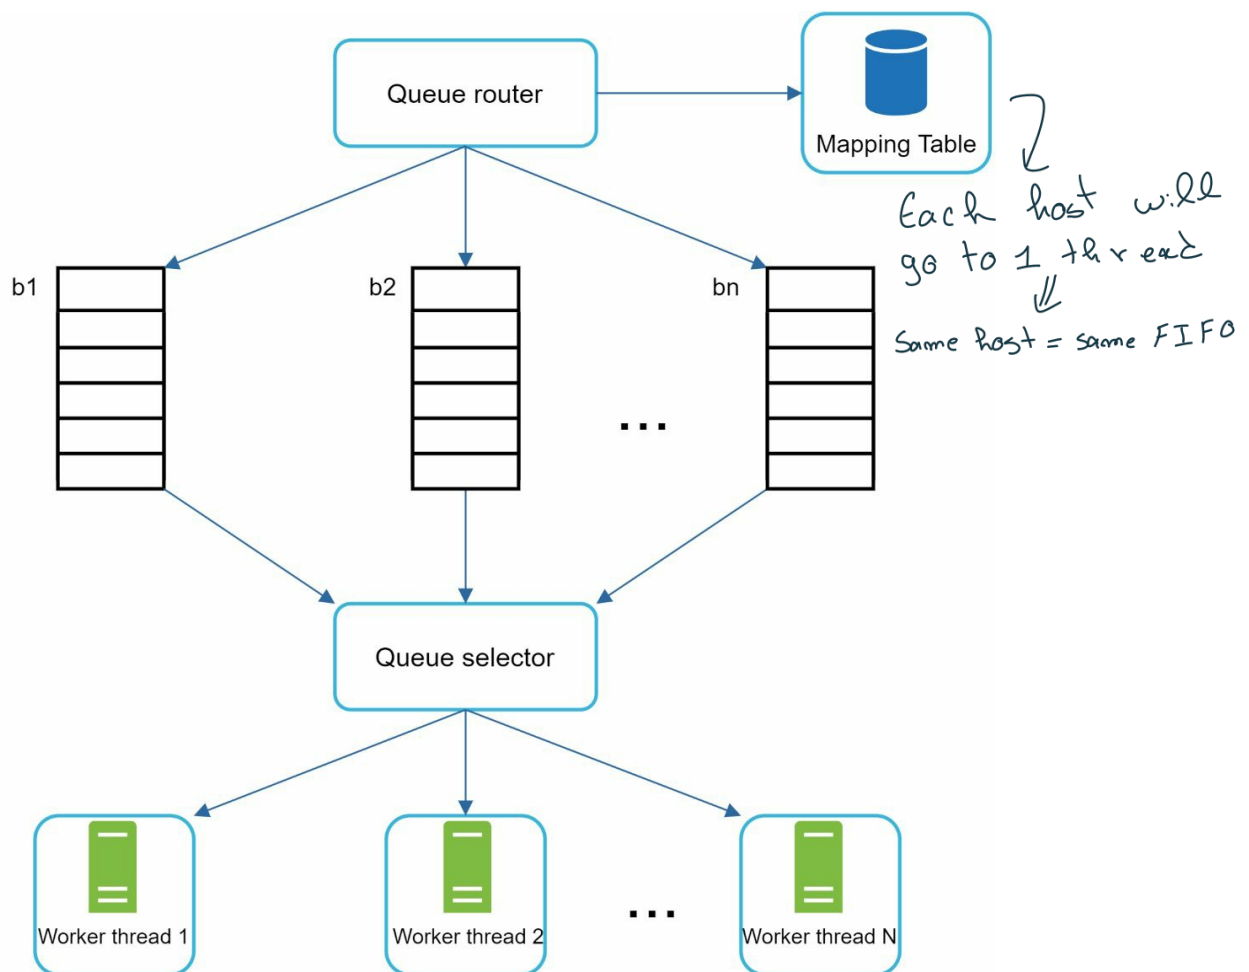 Queue router
Mapping Table
Each host will
go to 1 thread
Same host = same FIFO
b1
b2
bn
...
Queue selector
Worker thread 1
Worker thread 2
...
Worker thread N